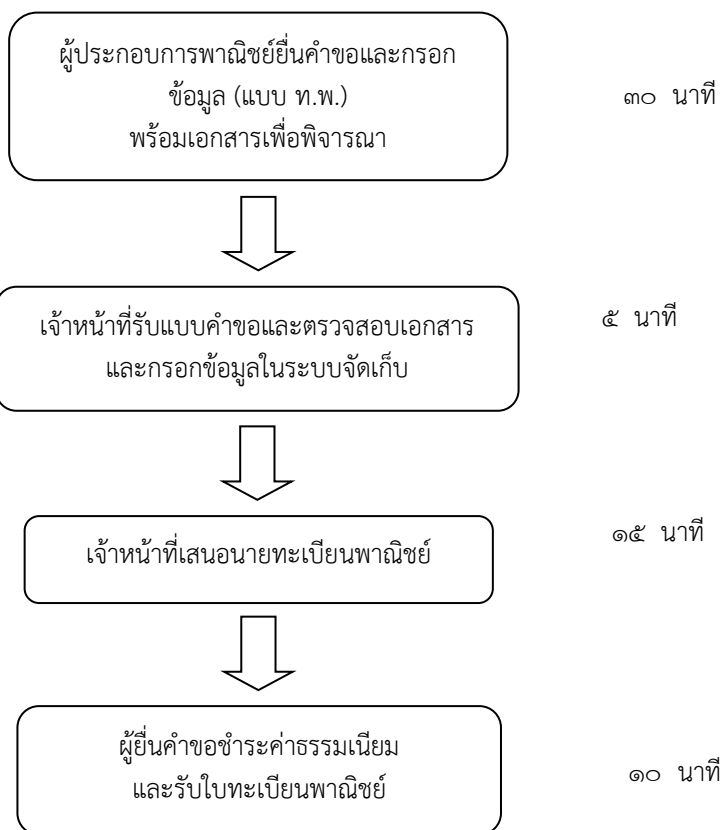 ผู้ประกอบการพาณิชย์ยื่นคำขอและกรอก
ข้อมูล (แบบ ท.พ.)
พร้อมเอกสารเพื่อพิจารณา
๓๐ นาที
เจ้าหน้าที่รับแบบคำขอและตรวจสอบเอกสาร
และกรอกข้อมูลในระบบจัดเก็บ
๕ นาที
เจ้าหน้าที่เสนอนายทะเบียนพาณิชย์
๑๕ นาที
ผู้ยื่นคำขอชำระค่าธรรมเนียม
และรับใบทะเบียนพาณิชย์
๑๐ นาที